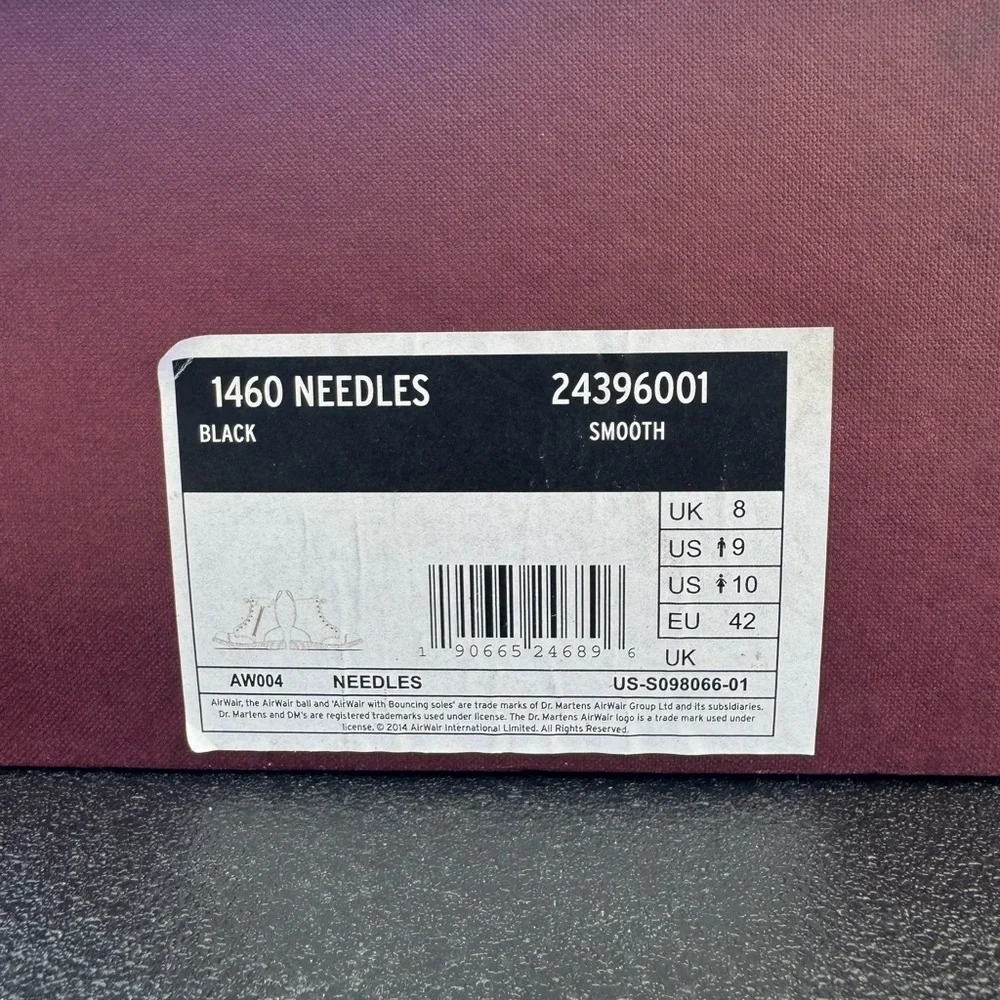 1460 NEEDLES 24396001
BLACK SMOOTH
UK 8
US 9
US 10
EU 42
UK
1 90665 24689 6
AW004 NEEDLES US-S098066-01
AirWair, the AirWair ball and 'AirWair with Bouncing soles' are trade marks of Dr. Martens AirWair Group Ltd and its subsidiaries.
Dr. Martens and DM's are registered trademarks used under license. The Dr. Martens AirWair logo is a trade mark used under
license. © 2014 AirWair International Limited. All Rights Reserved.